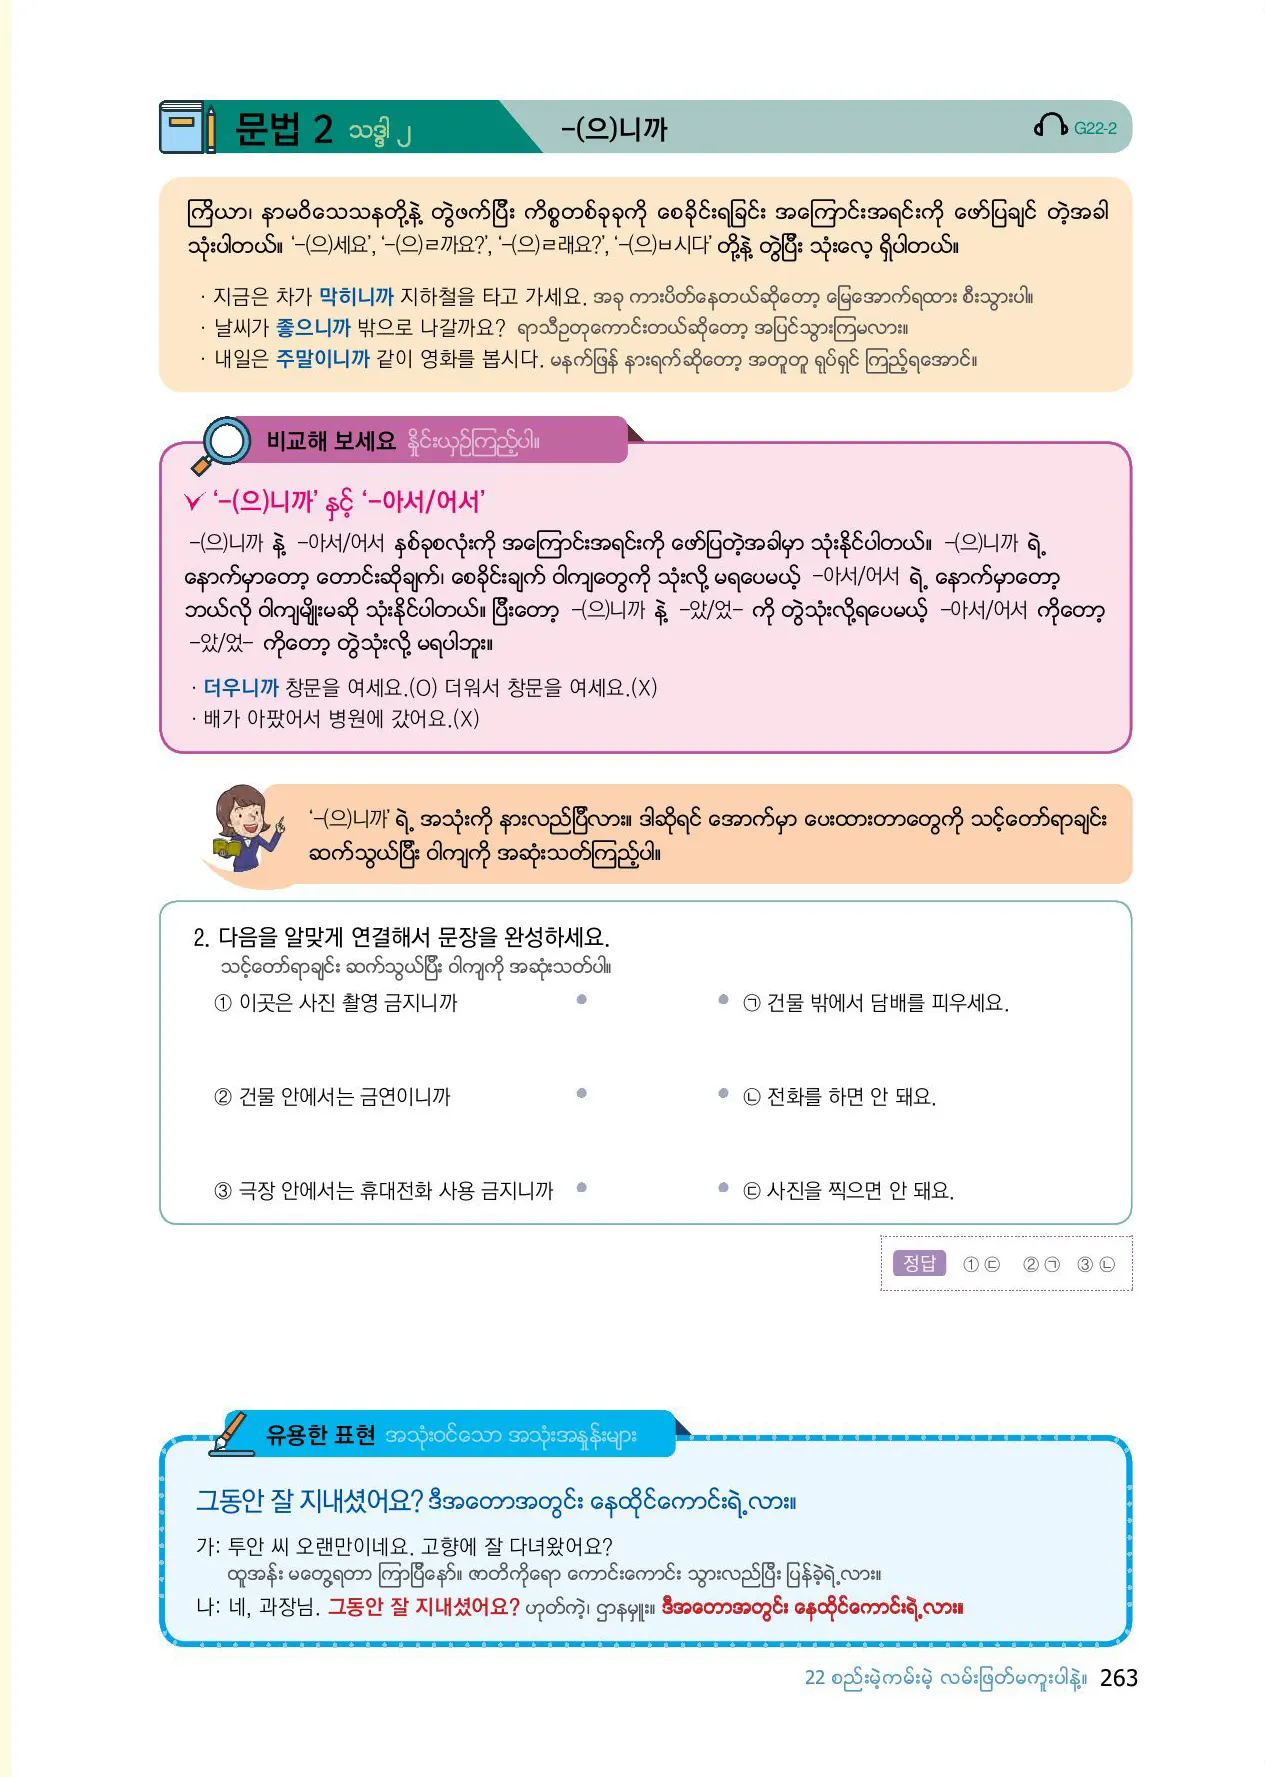 문법 2 သဒ္ဒါ ၂ -(으)니까 G22-2
ကြိယာ၊ နာမဝိသေသနတို့နဲ့ တွဲဖက်ပြီး ကိစ္စတစ်ခုခုကို စေခိုင်းရခြင်း အကြောင်းအရင်းကို ဖော်ပြချင် တဲ့အခါ
သုံးပါတယ်။ ‘-(으)세요’, ‘-(으)ㄹ까요?’, ‘-(으)ㄹ래요?’, ‘-(으)ㅂ시다’ တို့နဲ့ တွဲပြီး သုံးလေ့ ရှိပါတယ်။
· 지금은 차가 막히니까 지하철을 타고 가세요. အခု ကားပိတ်နေတယ်ဆိုတော့ မြေအောက်ရထား စီးသွားပါ။
· 날씨가 좋으니까 밖으로 나갈까요? ရာသီဥတုကောင်းတယ်ဆိုတော့ အပြင်သွားကြမလား။
· 내일은 주말이니까 같이 영화를 봅시다. မနက်ဖြန် နားရက်ဆိုတော့ အတူတူ ရုပ်ရှင် ကြည့်ရအောင်။
비교해 보세요 နှိုင်းယှဉ်ကြည့်ပါ။
‘-(으)니까’ နှင့် ‘-아서/어서’
-(으)니까 နဲ့ -아서/어서 နှစ်ခုစလုံးကို အကြောင်းအရင်းကို ဖော်ပြတဲ့အခါမှာ သုံးနိုင်ပါတယ်။ -(으)니까 ရဲ့
နောက်မှာတော့ တောင်းဆိုချက်၊ စေခိုင်းချက် ဝါကျတွေကို သုံးလို့ ရပေမယ့် -아서/어서 ရဲ့ နောက်မှာတော့
ဘယ်လို ဝါကျမျိုးမဆို သုံးနိုင်ပါတယ်။ ပြီးတော့ -(으)니까 နဲ့ -았/었- ကို တွဲသုံးလို့ရပေမယ့် -아서/어서 ကိုတော့
-았/었- ကိုတော့ တွဲသုံးလို့ မရပါဘူး။
· 더우니까 창문을 여세요.(O) 더워서 창문을 여세요.(X)
· 배가 아팠어서 병원에 갔어요.(X)
‘-(으)니까’ ရဲ့ အသုံးကို နားလည်ပြီလား။ ဒါဆိုရင် အောက်မှာ ပေးထားတာတွေကို သင့်တော်ရာချင်း
ဆက်သွယ်ပြီး ဝါကျကို အဆုံးသတ်ကြည့်ပါ။
2. 다음을 알맞게 연결해서 문장을 완성하세요.
သင့်တော်ရာချင်း ဆက်သွယ်ပြီး ဝါကျကို အဆုံးသတ်ပါ။
① 이곳은 사진 촬영 금지니까 • • ㉠ 건물 밖에서 담배를 피우세요.
② 건물 안에서는 금연이니까 • • ㉡ 전화를 하면 안 돼요.
③ 극장 안에서는 휴대전화 사용 금지니까 • • ㉢ 사진을 찍으면 안 돼요.
정답 ① ㉢ ② ㉠ ③ ㉡
유용한 표현 အသုံးဝင်သော အသုံးအနှုန်းများ
그동안 잘 지내셨어요? ဒီအတောအတွင်း နေထိုင်ကောင်းရဲ့လား။
가: 투안 씨 오랜만이네요. 고향에 잘 다녀왔어요?
ထူအန်း မတွေ့ရတာ ကြာပြီနော်။ ဇာတိကိုရော ကောင်းကောင်း သွားလည်ပြီး ပြန်ခဲ့ရဲ့လား။
나: 네, 과장님. 그동안 잘 지내셨어요? ဟုတ်ကဲ့၊ ဌာနမှူး။ ဒီအတောအတွင်း နေထိုင်ကောင်းရဲ့လား။
22 စည်းမဲ့ကမ်းမဲ့ လမ်းဖြတ်မကူးပါနဲ့။ 263